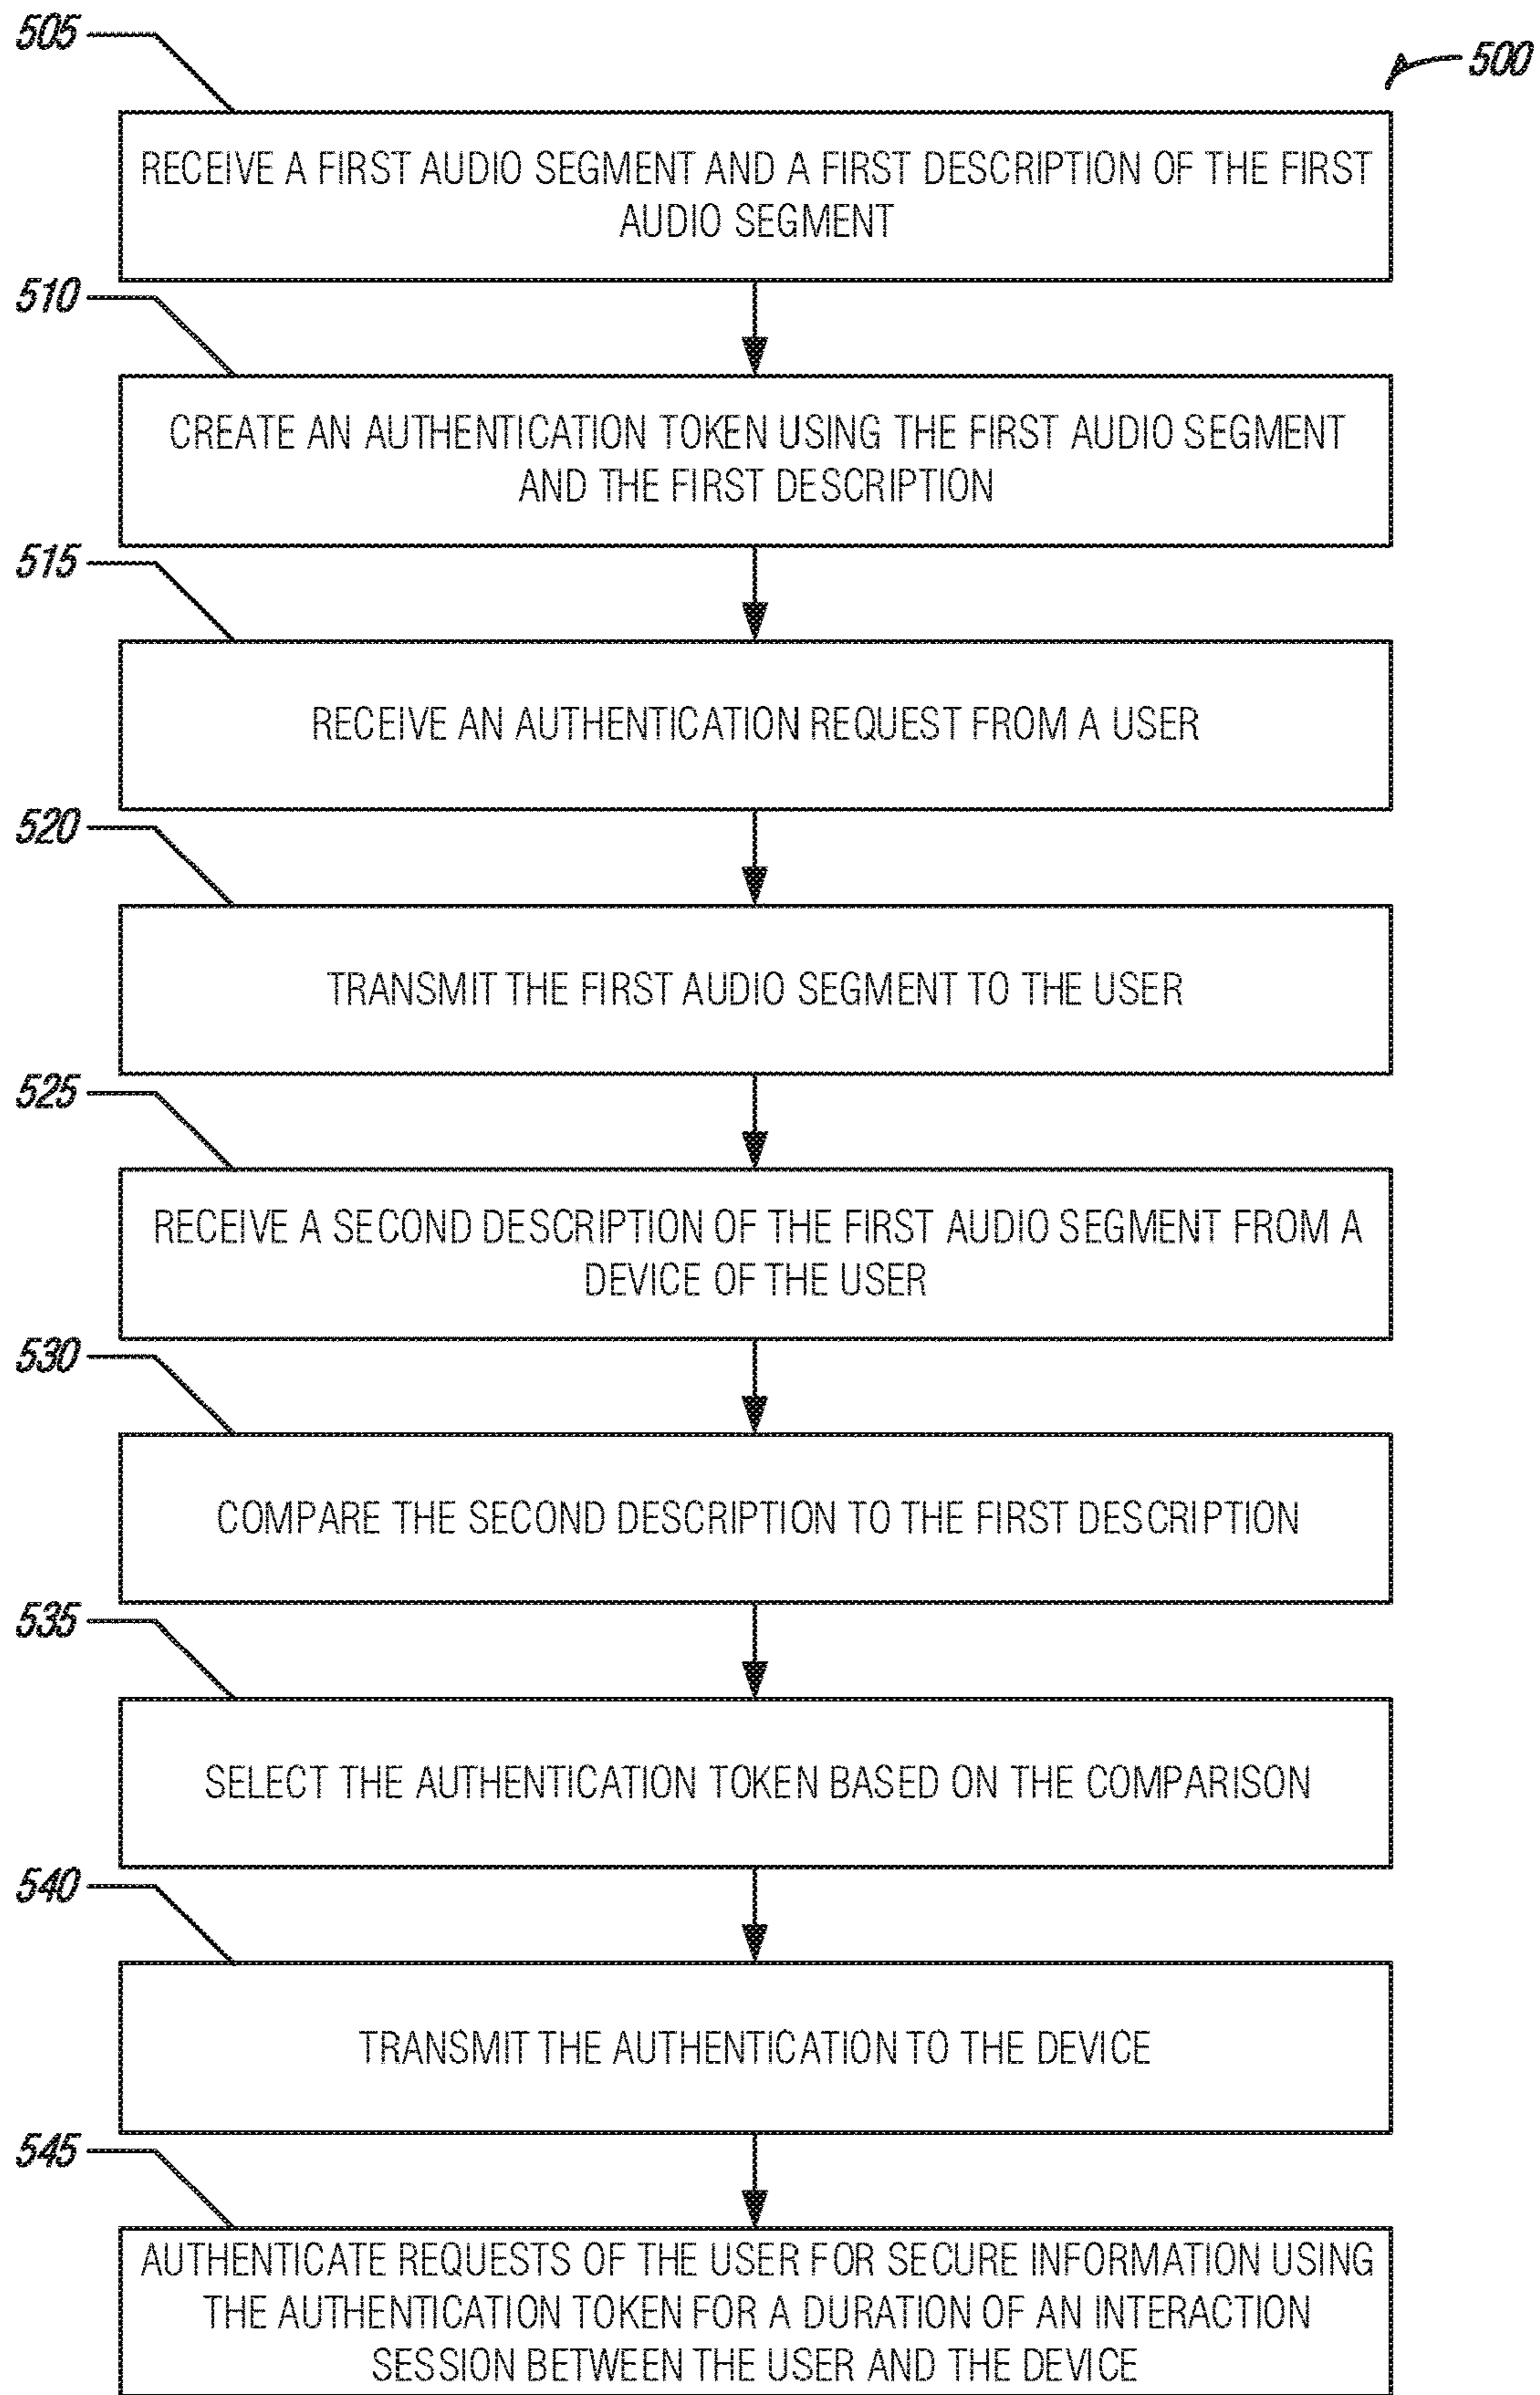 505
500
RECEIVE A FIRST AUDIO SEGMENT AND A FIRST DESCRIPTION OF THE FIRST
AUDIO SEGMENT
510
CREATE AN AUTHENTICATION TOKEN USING THE FIRST AUDIO SEGMENT
AND THE FIRST DESCRIPTION
515
RECEIVE AN AUTHENTICATION REQUEST FROM A USER
520
TRANSMIT THE FIRST AUDIO SEGMENT TO THE USER
525
RECEIVE A SECOND DESCRIPTION OF THE FIRST AUDIO SEGMENT FROM A
DEVICE OF THE USER
530
COMPARE THE SECOND DESCRIPTION TO THE FIRST DESCRIPTION
535
SELECT THE AUTHENTICATION TOKEN BASED ON THE COMPARISON
540
TRANSMIT THE AUTHENTICATION TO THE DEVICE
545
AUTHENTICATE REQUESTS OF THE USER FOR SECURE INFORMATION USING
THE AUTHENTICATION TOKEN FOR A DURATION OF AN INTERACTION
SESSION BETWEEN THE USER AND THE DEVICE